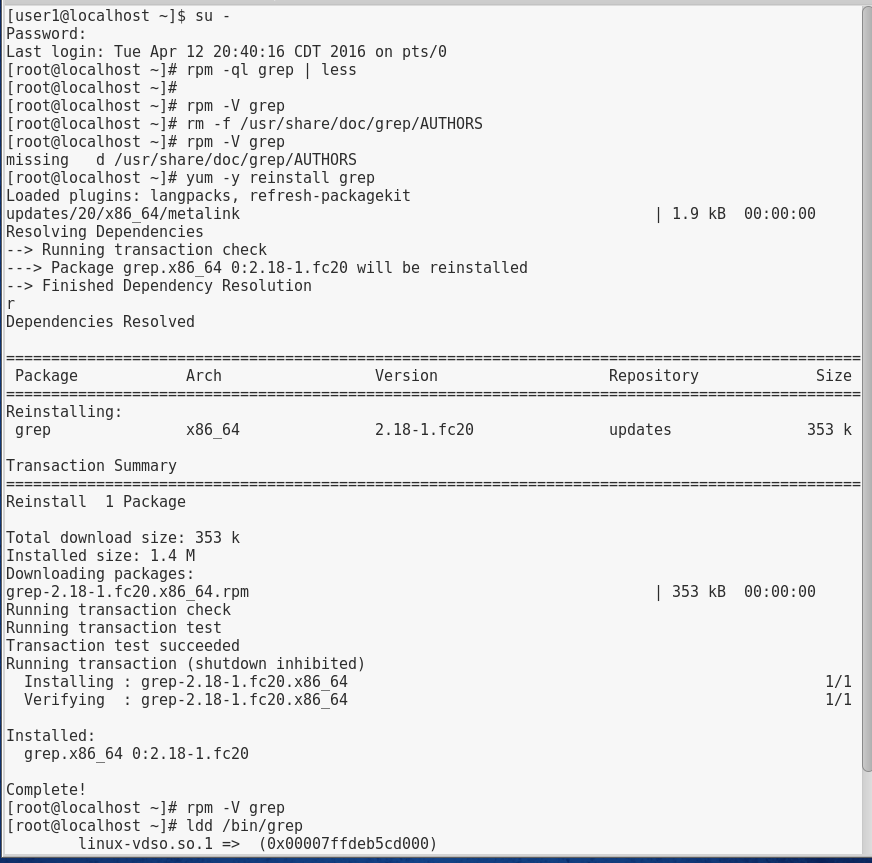 [user1@localhost ~]$ su -
Password:
Last login: Tue Apr 12 20:40:16 CDT 2016 on pts/0
[root@localhost ~]# rpm -ql grep | less
[root@localhost ~]#
[root@localhost ~]# rpm -V grep
[root@localhost ~]# rm -f /usr/share/doc/grep/AUTHORS
[root@localhost ~]# rpm -V grep
missing   d /usr/share/doc/grep/AUTHORS
[root@localhost ~]# yum -y reinstall grep
Loaded plugins: langpacks, refresh-packagekit
updates/20/x86_64/metalink                                              | 1.9 kB  00:00:00
Resolving Dependencies
--> Running transaction check
---> Package grep.x86_64 0:2.18-1.fc20 will be reinstalled
--> Finished Dependency Resolution
r
Dependencies Resolved

===============================================================================================
 Package            Arch               Version                   Repository             Size
===============================================================================================
Reinstalling:
 grep               x86_64               2.18-1.fc20               updates               353 k

Transaction Summary
===============================================================================================
Reinstall  1 Package

Total download size: 353 k
Installed size: 1.4 M
Downloading packages:
grep-2.18-1.fc20.x86_64.rpm                                             | 353 kB  00:00:00
Running transaction check
Running transaction test
Transaction test succeeded
Running transaction (shutdown inhibited)
  Installing : grep-2.18-1.fc20.x86_64                                                     1/1
  Verifying  : grep-2.18-1.fc20.x86_64                                                     1/1

Installed:
  grep.x86_64 0:2.18-1.fc20

Complete!
[root@localhost ~]# rpm -V grep
[root@localhost ~]# ldd /bin/grep
        linux-vdso.so.1 =>  (0x00007ffdeb5cd000)